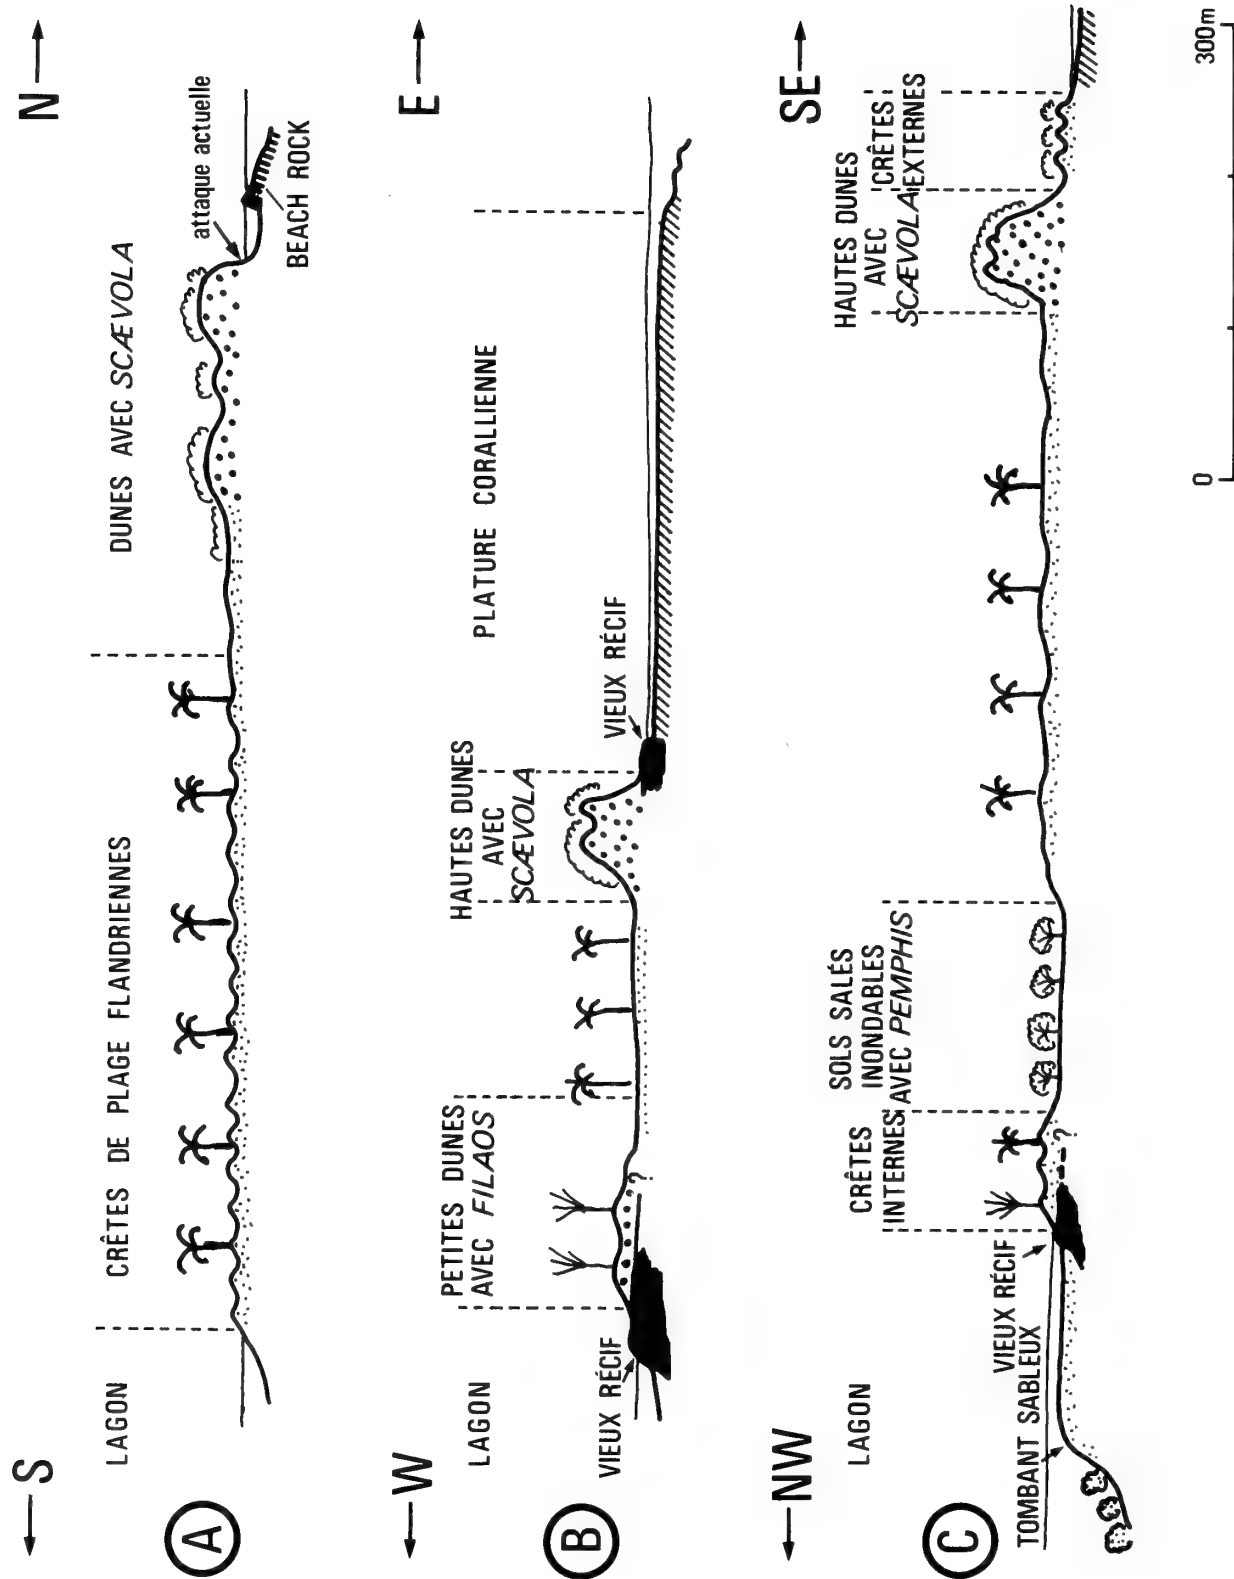 S
N
A
LAGON
CRÊTES DE PLAGE FLANDRIENNES
DUNES AVEC SCÆVOLA
attaque actuelle
BEACH ROCK
W
E
B
LAGON
VIEUX RÉCIF
PETITES DUNES
AVEC FILAOS
?
HAUTES DUNES
AVEC
SCÆVOLA
VIEUX RÉCIF
PLATURE CORALLIENNE
NW
SE
C
LAGON
TOMBANT SABLEUX
VIEUX RÉCIF
CRÊTES
INTERNES
?
SOLS SALÉS
INONDABLES
AVEC PEMPHIS
HAUTES DUNES
AVEC
SCÆVOLA
CRÊTES
EXTERNES
0
300m